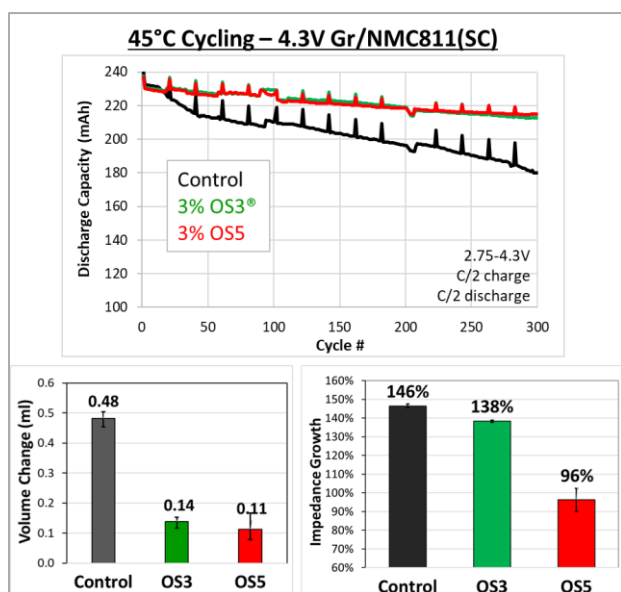 45°C Cycling – 4.3V Gr/NMC811(SC)
Discharge Capacity (mAh)
240
220
200
180
160
140
120
100
Control
3% OS3®
3% OS5
2.75-4.3V
C/2 charge
C/2 discharge
0 50 100 150 200 250 300
Cycle #
Volume Change (ml)
0.6
0.5
0.4
0.3
0.2
0.1
0.0
0.48
0.14
0.11
Control OS3 OS5
Impedance Growth
160%
150%
140%
130%
120%
110%
100%
90%
80%
70%
60%
146%
138%
96%
Control OS3 OS5